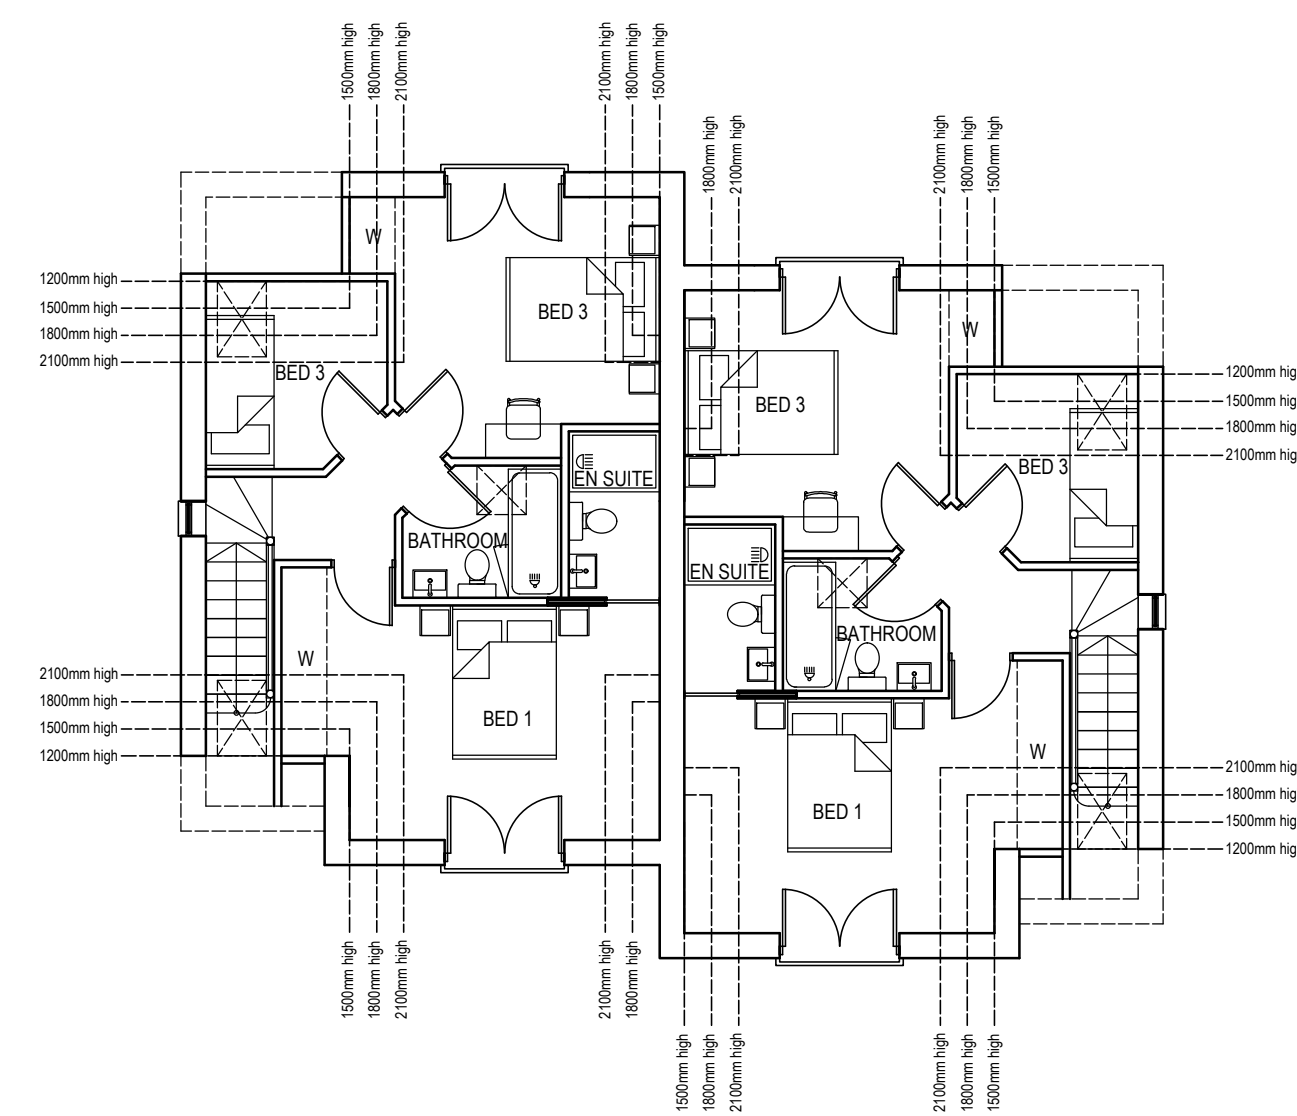 1500mm high
1800mm high
2100mm high
2100mm high
1800mm high
1500mm high
1800mm high
2100mm high
2100mm high
1800mm high
1500mm high
W
1200mm high
1500mm high
1800mm high
2100mm high
BED 3
BED 3
W
BED 3
BED 3
1200mm hig
1500mm hig
1800mm hig
2100mm hig
EN SUITE
BATHROOM
EN SUITE
BATHROOM
W
BED 1
W
BED 1
2100mm high
1800mm high
1500mm high
1200mm high
2100mm hig
1800mm hig
1500mm hig
1200mm hig
1500mm high
1800mm high
2100mm high
2100mm high
1800mm high
1500mm high
1800mm high
2100mm high
2100mm high
1800mm high
1500mm high